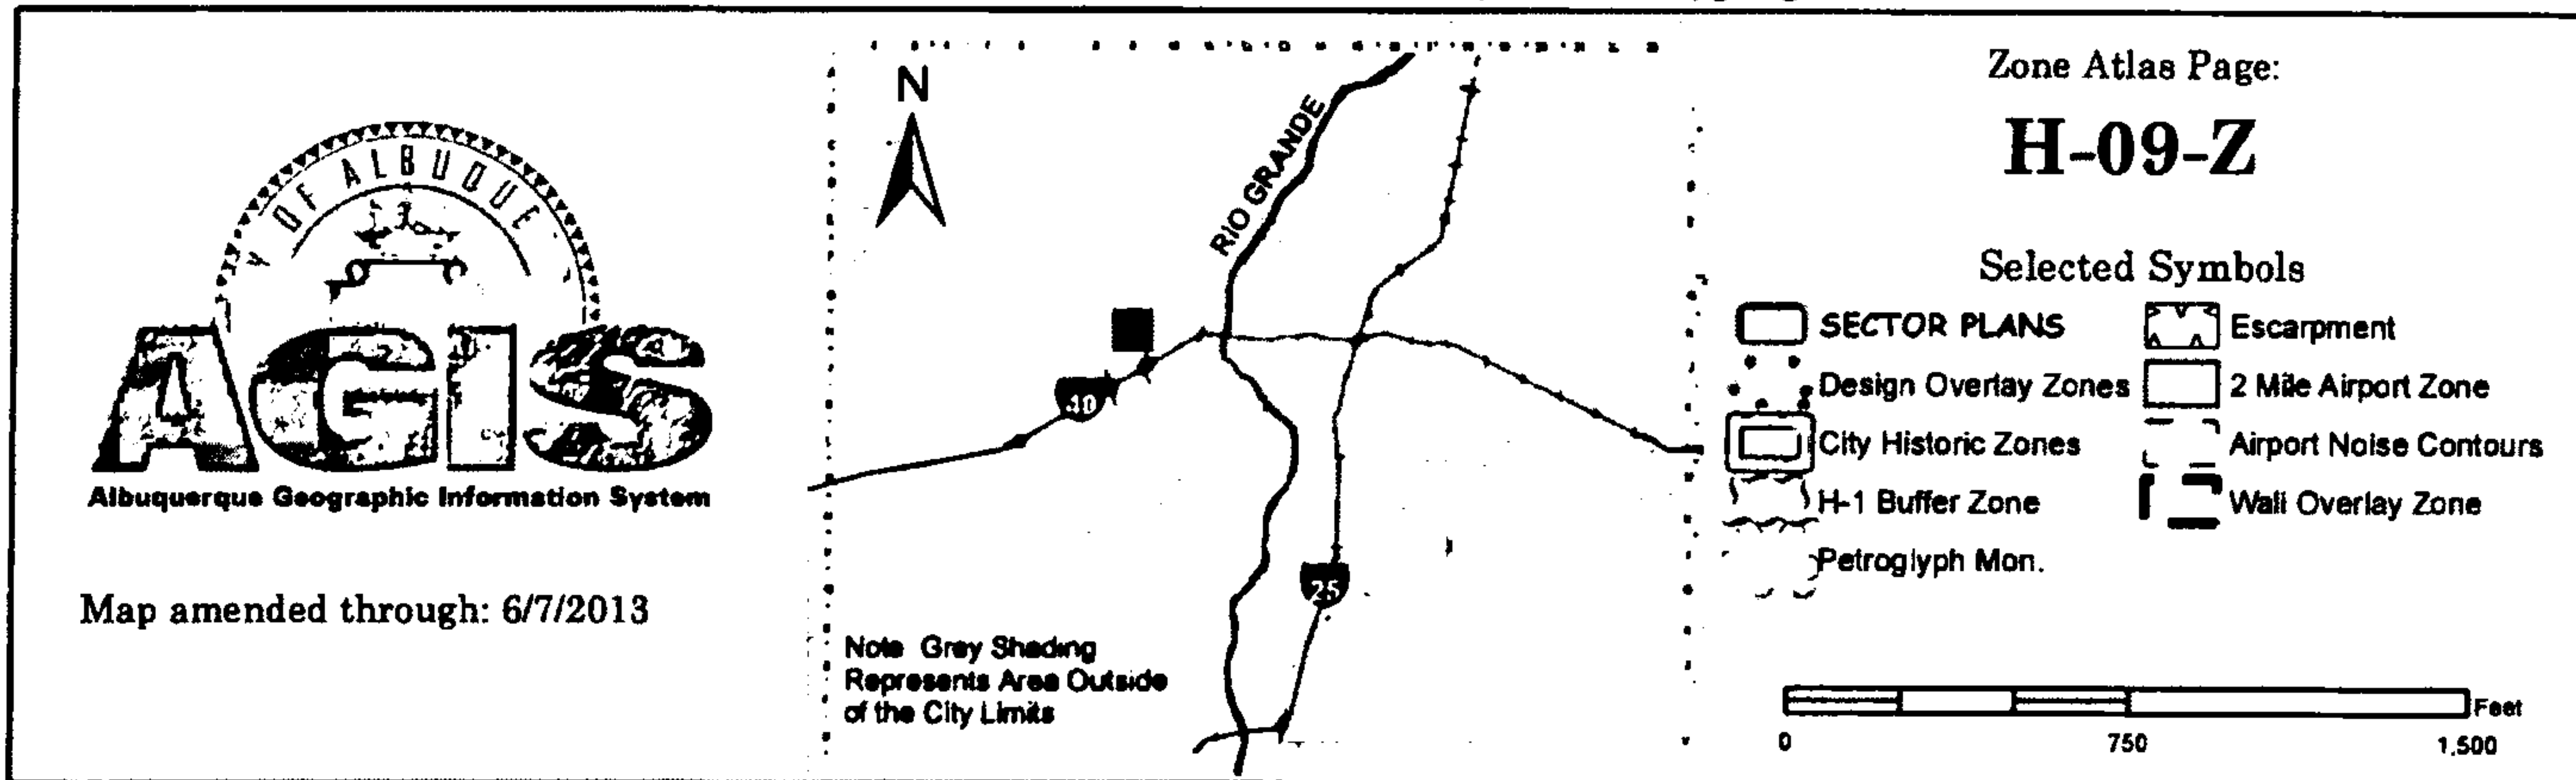 OF ALBUQUE
AGIS
Albuquerque Geographic Information System
Map amended through: 6/7/2013
N
RIO GRANDE
40
25
Note Grey Shading
Represents Area Outside
of the City Limits
Zone Atlas Page:
H-09-Z
Selected Symbols
SECTOR PLANS
Escarpment
Design Overlay Zones
2 Mile Airport Zone
City Historic Zones
Airport Noise Contours
H-1 Buffer Zone
Wall Overlay Zone
Petroglyph Mon.
Feet
0 750 1,500